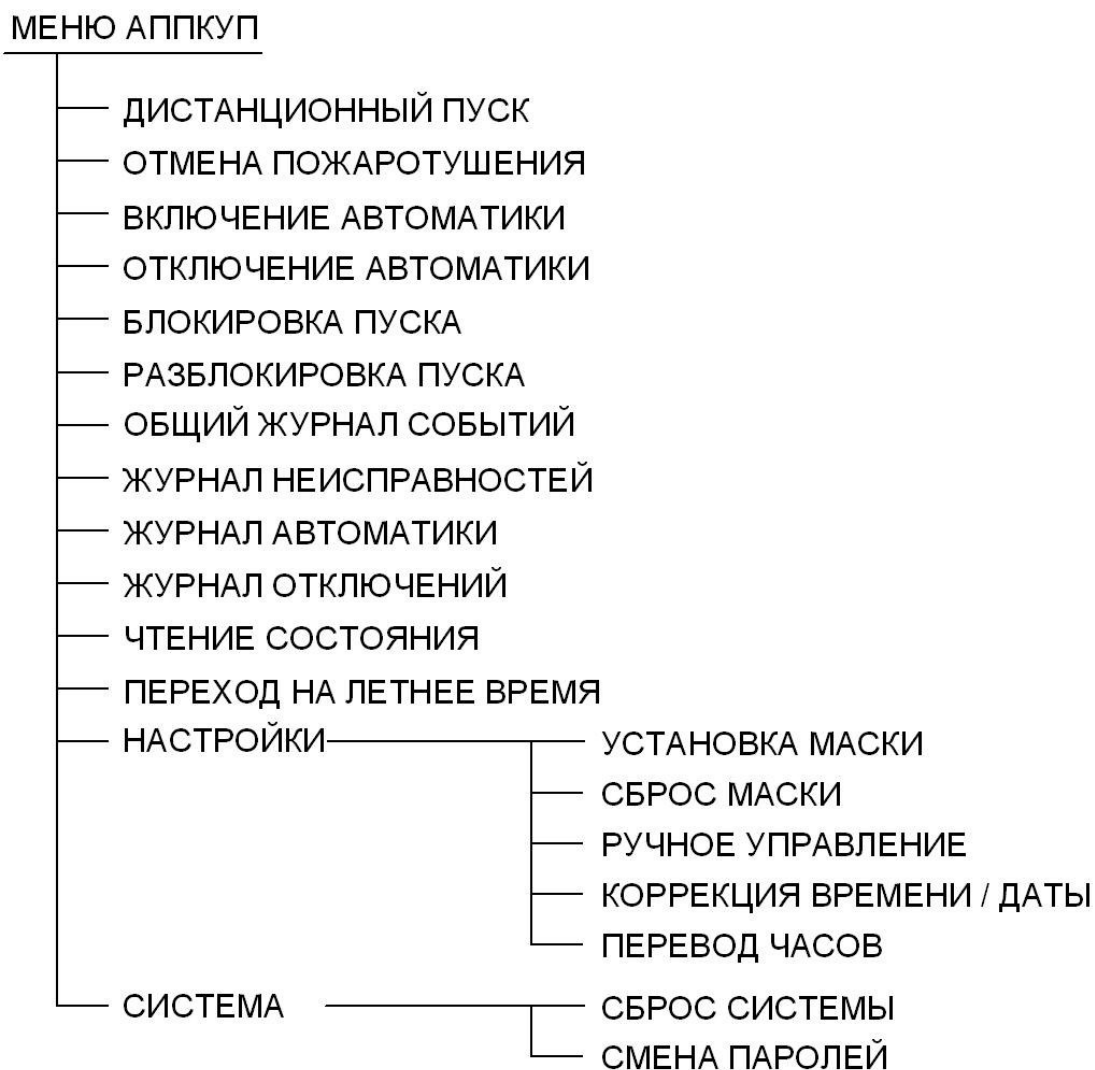 МЕНЮ АППКУП
ДИСТАНЦИОННЫЙ ПУСК
ОТМЕНА ПОЖАРОТУШЕНИЯ
ВКЛЮЧЕНИЕ АВТОМАТИКИ
ОТКЛЮЧЕНИЕ АВТОМАТИКИ
БЛОКИРОВКА ПУСКА
РАЗБЛОКИРОВКА ПУСКА
ОБЩИЙ ЖУРНАЛ СОБЫТИЙ
ЖУРНАЛ НЕИСПРАВНОСТЕЙ
ЖУРНАЛ АВТОМАТИКИ
ЖУРНАЛ ОТКЛЮЧЕНИЙ
ЧТЕНИЕ СОСТОЯНИЯ
ПЕРЕХОД НА ЛЕТНЕЕ ВРЕМЯ
НАСТРОЙКИ
УСТАНОВКА МАСКИ
СБРОС МАСКИ
РУЧНОЕ УПРАВЛЕНИЕ
КОРРЕКЦИЯ ВРЕМЕНИ / ДАТЫ
ПЕРЕВОД ЧАСОВ
СИСТЕМА
СБРОС СИСТЕМЫ
СМЕНА ПАРОЛЕЙ